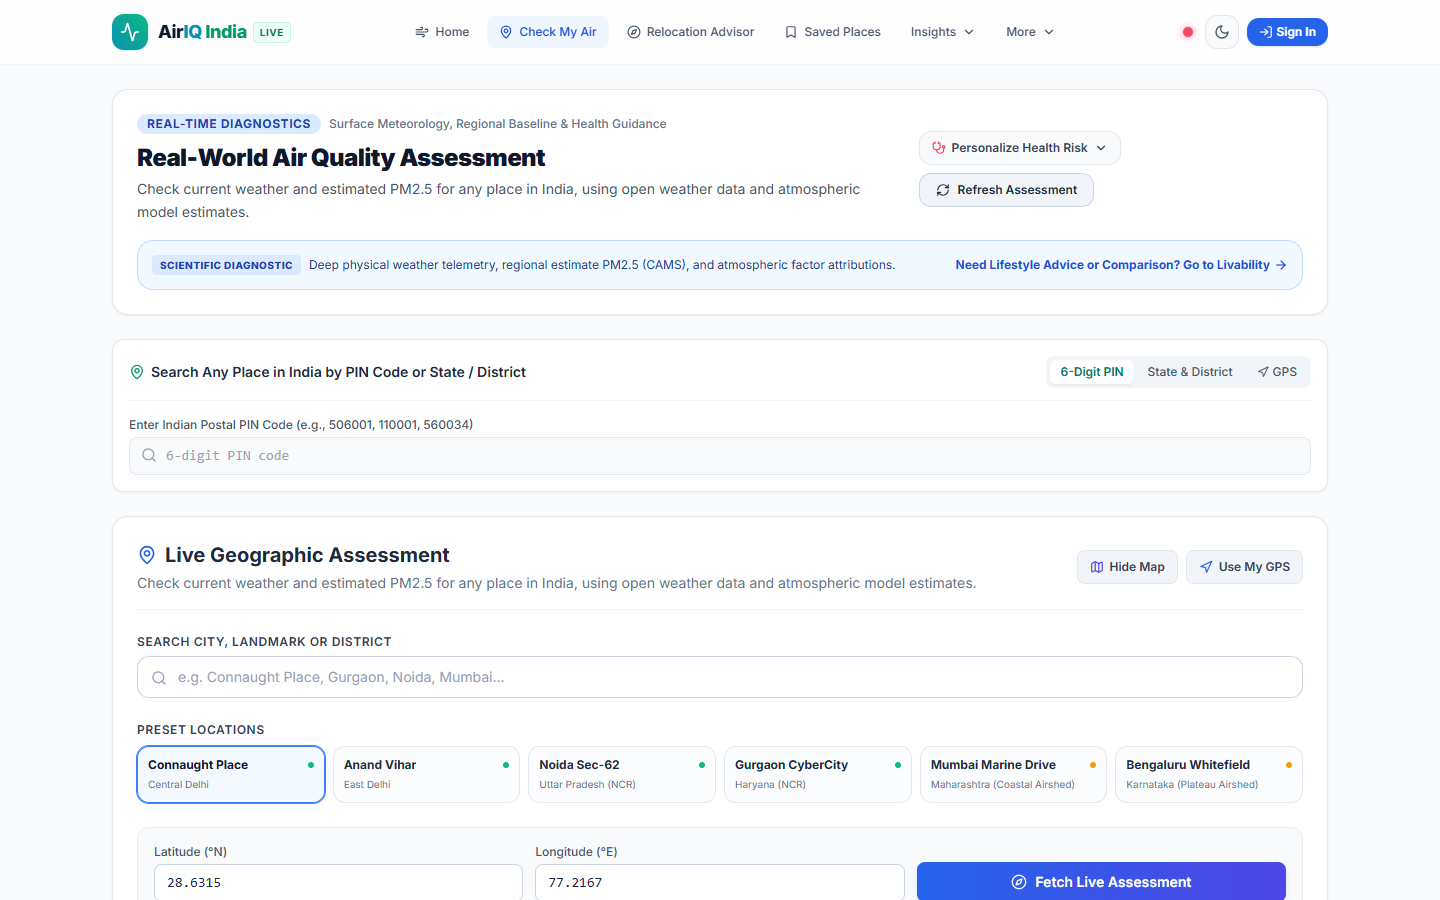 AirIQ India LIVE
Home
Check My Air
Relocation Advisor
Saved Places
Insights
More
Sign In
REAL-TIME DIAGNOSTICS Surface Meteorology, Regional Baseline & Health Guidance
Real-World Air Quality Assessment
Check current weather and estimated PM2.5 for any place in India, using open weather data and atmospheric
model estimates.
Personalize Health Risk
Refresh Assessment
SCIENTIFIC DIAGNOSTIC Deep physical weather telemetry, regional estimate PM2.5 (CAMS), and atmospheric factor attributions.
Need Lifestyle Advice or Comparison? Go to Livability →
Search Any Place in India by PIN Code or State / District
6-Digit PIN
State & District
GPS
Enter Indian Postal PIN Code (e.g., 506001, 110001, 560034)
6-digit PIN code
Live Geographic Assessment
Check current weather and estimated PM2.5 for any place in India, using open weather data and atmospheric model estimates.
Hide Map
Use My GPS
SEARCH CITY, LANDMARK OR DISTRICT
e.g. Connaught Place, Gurgaon, Noida, Mumbai...
PRESET LOCATIONS
Connaught Place
Central Delhi
Anand Vihar
East Delhi
Noida Sec-62
Uttar Pradesh (NCR)
Gurgaon CyberCity
Haryana (NCR)
Mumbai Marine Drive
Maharashtra (Coastal Airshed)
Bengaluru Whitefield
Karnataka (Plateau Airshed)
Latitude (°N)
28.6315
Longitude (°E)
77.2167
Fetch Live Assessment